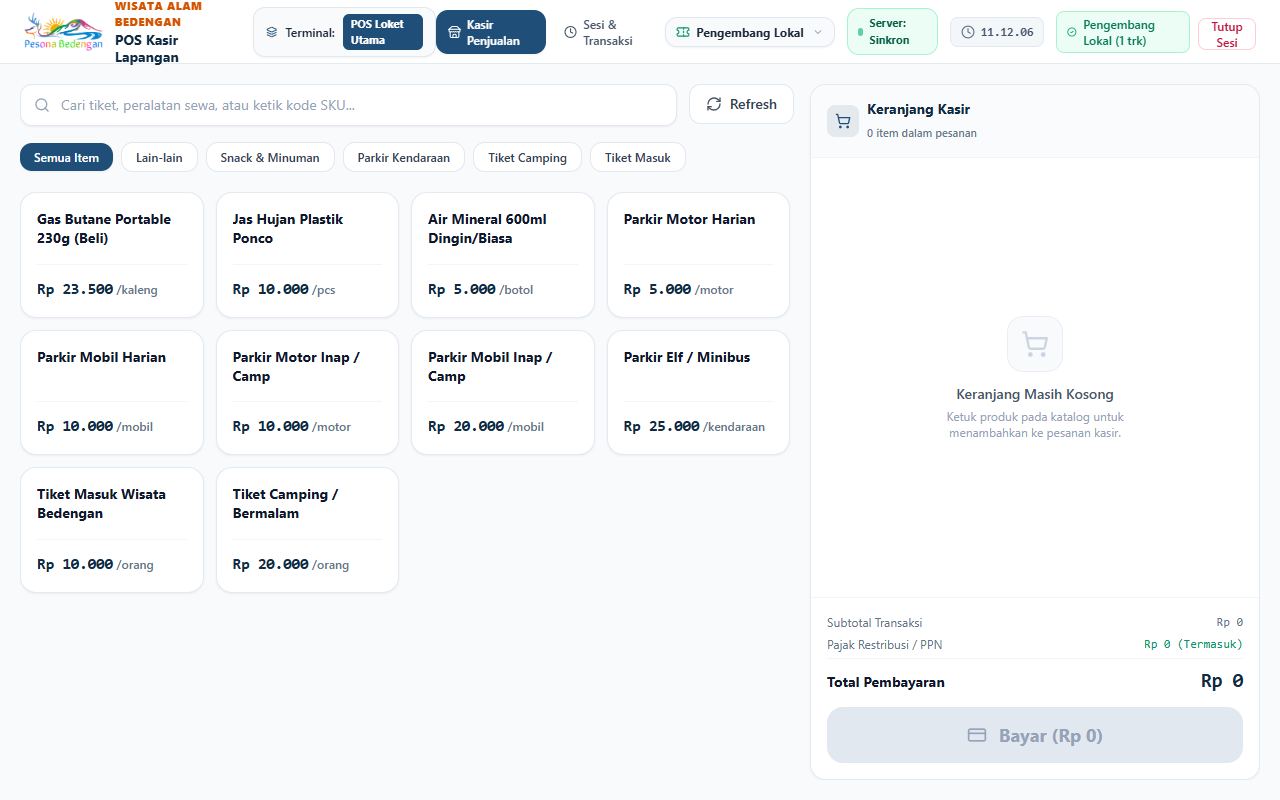 Pesona Bedengan
WISATA ALAM
BEDENGAN
POS Kasir
Lapangan
Terminal:
POS Loket
Utama
Kasir
Penjualan
Sesi &
Transaksi
Pengembang Lokal
Server:
Sinkron
11.12.06
Pengembang
Lokal (1 trk)
Tutup
Sesi
Cari tiket, peralatan sewa, atau ketik kode SKU...
Refresh
Semua Item
Lain-lain
Snack & Minuman
Parkir Kendaraan
Tiket Camping
Tiket Masuk
Gas Butane Portable
230g (Beli)
Rp 23.500 /kaleng
Jas Hujan Plastik
Ponco
Rp 10.000 /pcs
Air Mineral 600ml
Dingin/Biasa
Rp 5.000 /botol
Parkir Motor Harian
Rp 5.000 /motor
Parkir Mobil Harian
Rp 10.000 /mobil
Parkir Motor Inap /
Camp
Rp 10.000 /motor
Parkir Mobil Inap /
Camp
Rp 20.000 /mobil
Parkir Elf / Minibus
Rp 25.000 /kendaraan
Tiket Masuk Wisata
Bedengan
Rp 10.000 /orang
Tiket Camping /
Bermalam
Rp 20.000 /orang
Keranjang Kasir
0 item dalam pesanan
Keranjang Masih Kosong
Ketuk produk pada katalog untuk
menambahkan ke pesanan kasir.
Subtotal Transaksi
Rp 0
Pajak Restribusi / PPN
Rp 0 (Termasuk)
Total Pembayaran
Rp 0
Bayar (Rp 0)